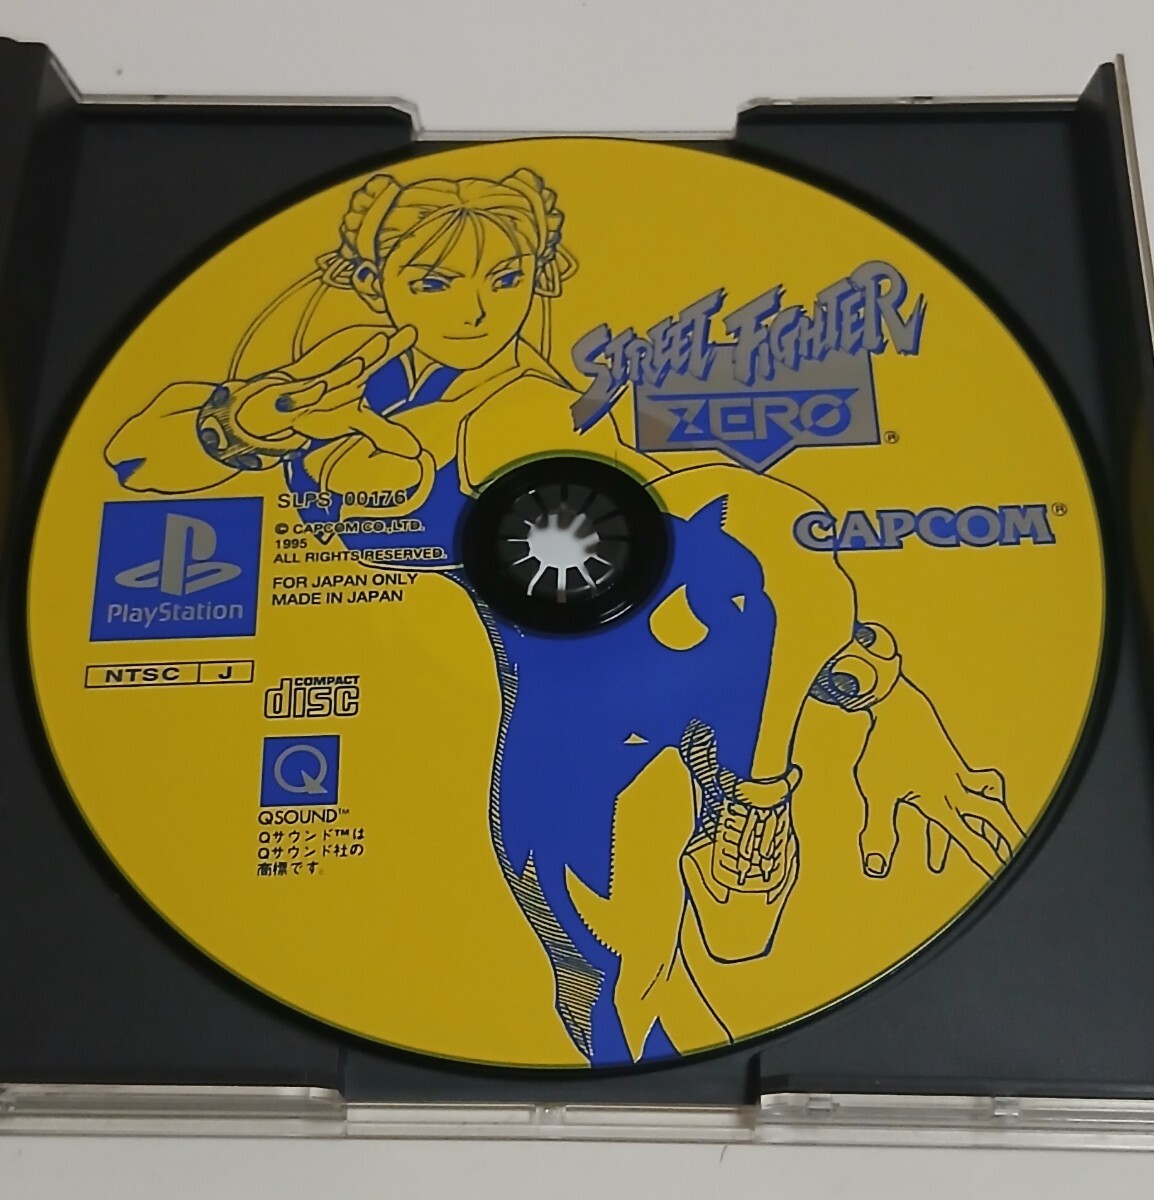 STREET FIGHTER
ZERO®
CAPCOM®
SLPS 00176
© CAPCOM CO.,LTD.
1995
ALL RIGHTS RESERVED.
FOR JAPAN ONLY
MADE IN JAPAN
PlayStation
NTSC J
COMPACT
disc
Q
QSOUND™
Qサウンド™は
Qサウンド社の
商標です。